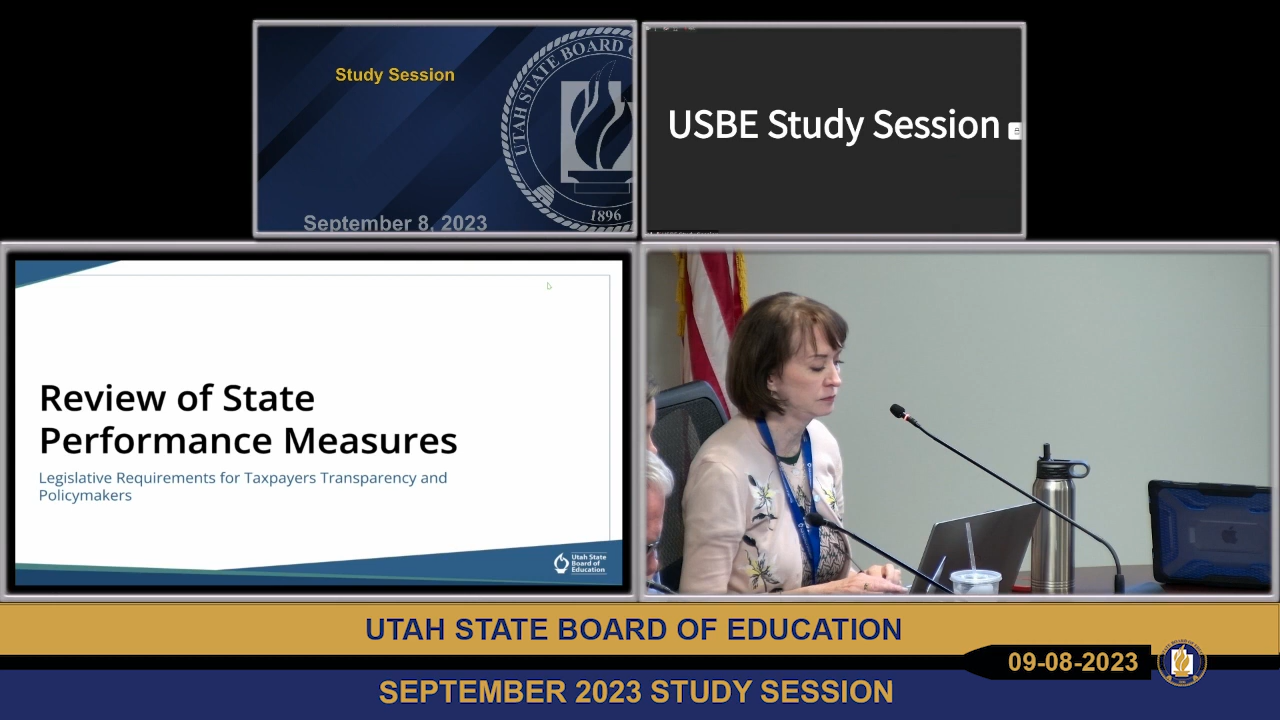 Study Session
UTAH STATE BOARD O
1896
September 8, 2023
USBE Study Session
Review of State
Performance Measures
Legislative Requirements for Taxpayers Transparency and
Policymakers
Utah State
Board of
Education
UTAH STATE BOARD OF EDUCATION
09-08-2023
SEPTEMBER 2023 STUDY SESSION